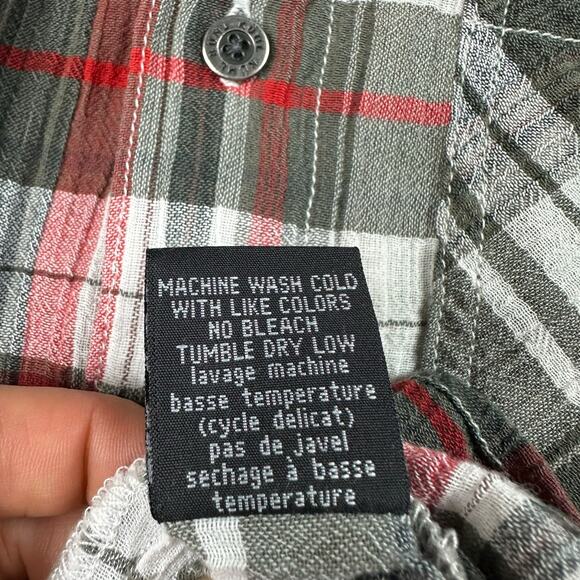 MACHINE WASH COLD
WITH LIKE COLORS
NO BLEACH
TUMBLE DRY LOW
lavage machine
basse temperature
(cycle delicat)
pas de javel
sechage à basse
temperature